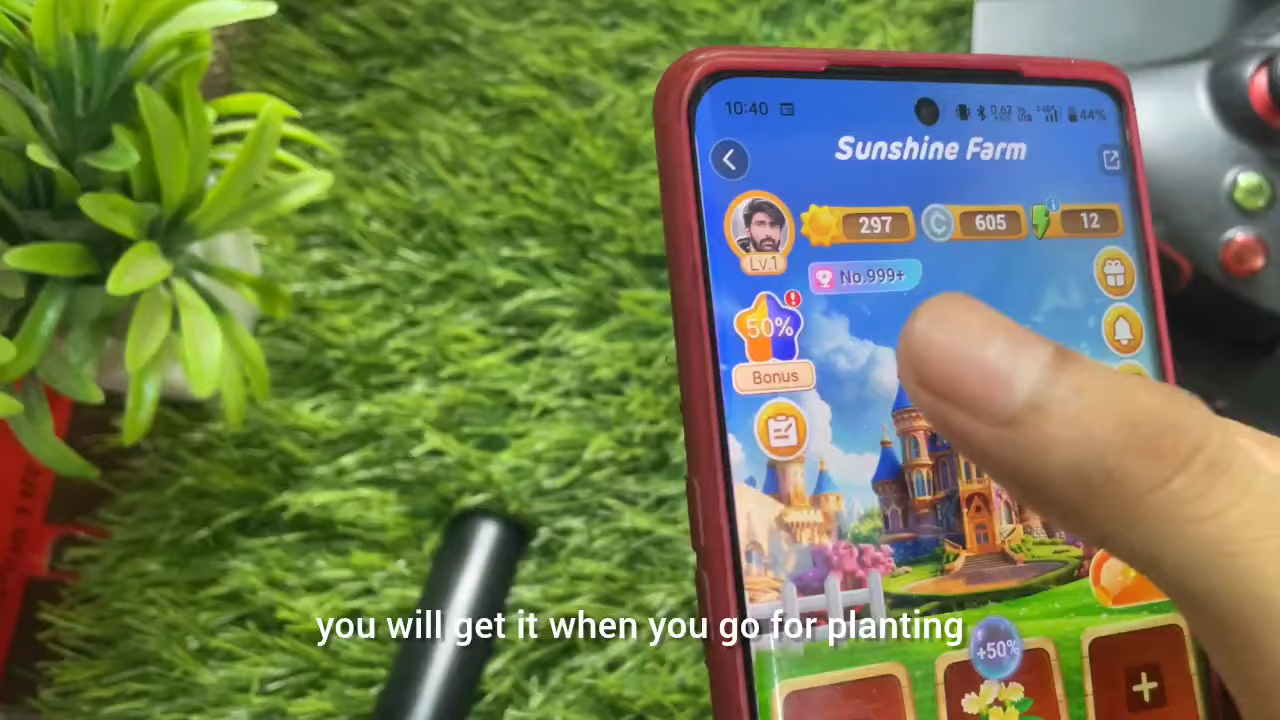 10:40
44%
Sunshine Farm
297
605
12
Lv.1
No.999+
50%
Bonus
you will get it when you go for planting
+50%